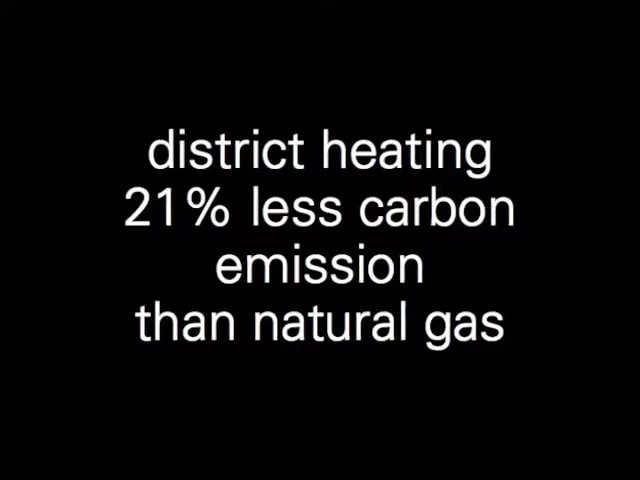 district heating
21% less carbon
emission
than natural gas